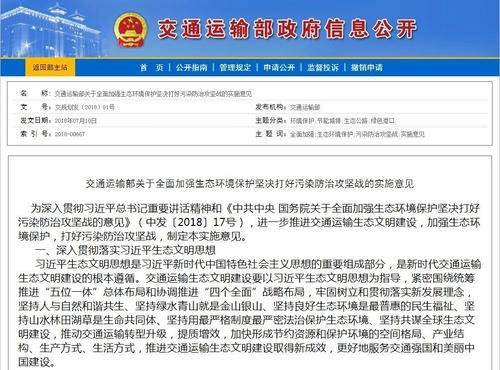 交通运输部政府信息公开
返回部主站 首 页 | 公开指南 | 管理规定 | 申请公开 | 监督投诉 | 撤销申请
名 称： 交通运输部关于全面加强生态环境保护坚决打好污染防治攻坚战的实施意见
文 号： 交规划发〔2018〕81号 发布机构： 交通运输部
发文日期： 2018年07月10日 主题分类： 环境保护;节能减排;生态公路;绿色港口
索 引 号： 2018-00667 主 题 词： 全面加强;生态环境保护;污染防治攻坚战;实施意见
交通运输部关于全面加强生态环境保护坚决打好污染防治攻坚战的实施意见
为深入贯彻习近平总书记重要讲话精神和《中共中央 国务院关于全面加强生态环境保护坚决打好
污染防治攻坚战的意见》（中发〔2018〕17号），进一步推进交通运输生态文明建设，加强生态环
境保护，打好污染防治攻坚战，制定本实施意见。
一、深入贯彻落实习近平生态文明思想
习近平生态文明思想是习近平新时代中国特色社会主义思想的重要组成部分，是新时代交通运输
生态文明建设的根本遵循。交通运输生态文明建设要以习近平生态文明思想为指导，紧密围绕统筹
推进“五位一体”总体布局和协调推进“四个全面”战略布局，牢固树立和贯彻落实新发展理念，
坚持人与自然和谐共生、坚持绿水青山就是金山银山、坚持良好生态环境是最普惠的民生福祉、坚
持山水林田湖草是生命共同体、坚持用最严格制度最严密法治保护生态环境、坚持共谋全球生态文
明建设，推动交通运输转型升级，提质增效，加快形成节约资源和保护环境的空间格局、产业结
构、生产方式、生活方式，推进交通运输生态文明建设取得新成效，更好地服务交通强国和美丽中
国建设。